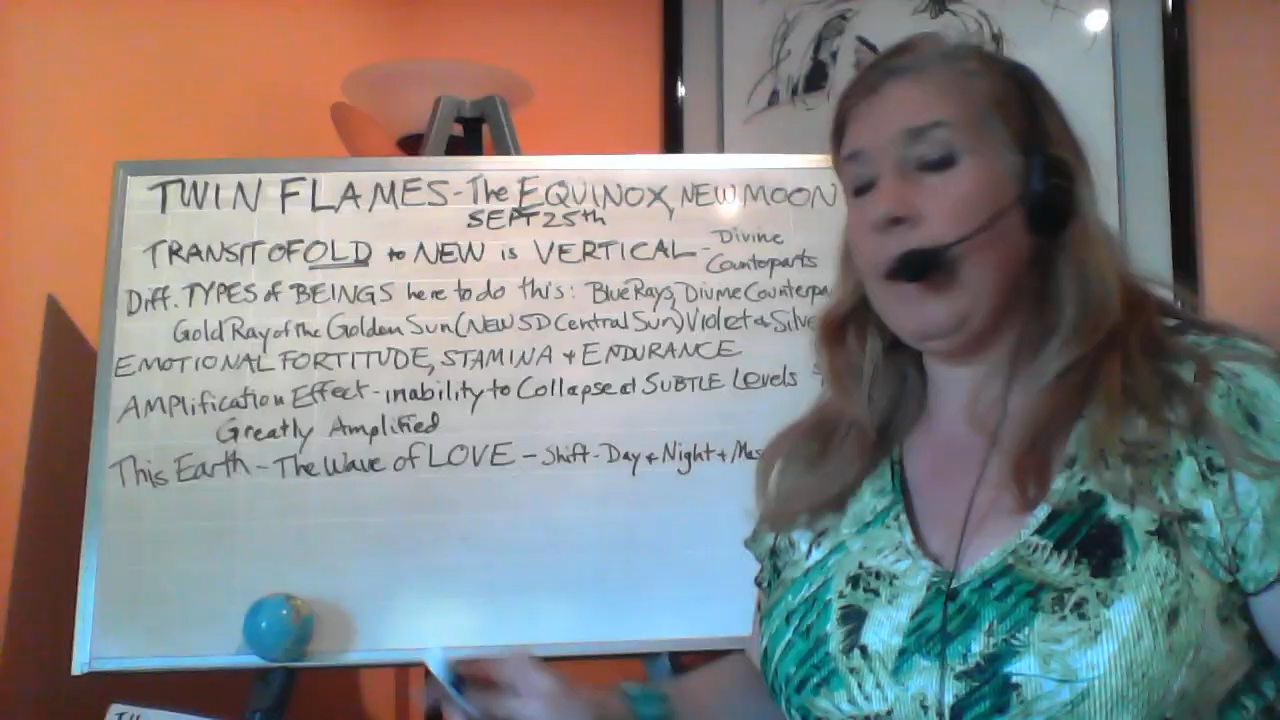 TWIN FLAMES - The EQUINOX, NEW MOON
SEPT 25th
TRANSIT OF OLD to NEW is VERTICAL - Divine Counterparts
Diff. TYPES of BEINGS here to do this: Blue Rays, Divine Counterpa
Gold Ray of the Golden Sun (NEW 5D Central Sun) Violet & Silve
EMOTIONAL FORTITUDE, STAMINA + ENDURANCE
AMPlification Effect - inability to Collapse at SUBTLE Levels
Greatly Amplified
This Earth - The Wave of LOVE - Shift - Day & Night +